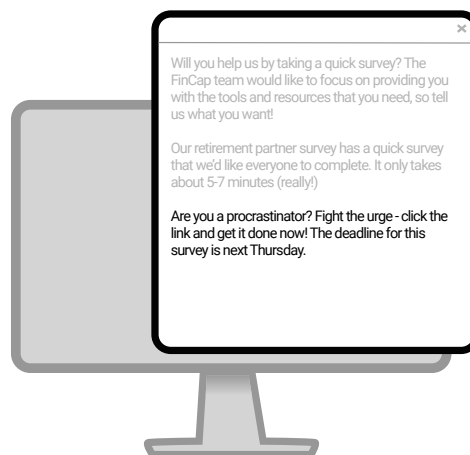 Will you help us by taking a quick survey? The
FinCap team would like to focus on providing you
with the tools and resources that you need, so tell
us what you want!
Our retirement partner survey has a quick survey
that we'd like everyone to complete. It only takes
about 5-7 minutes (really!)
Are you a procrastinator? Fight the urge - click the
link and get it done now! The deadline for this
survey is next Thursday.